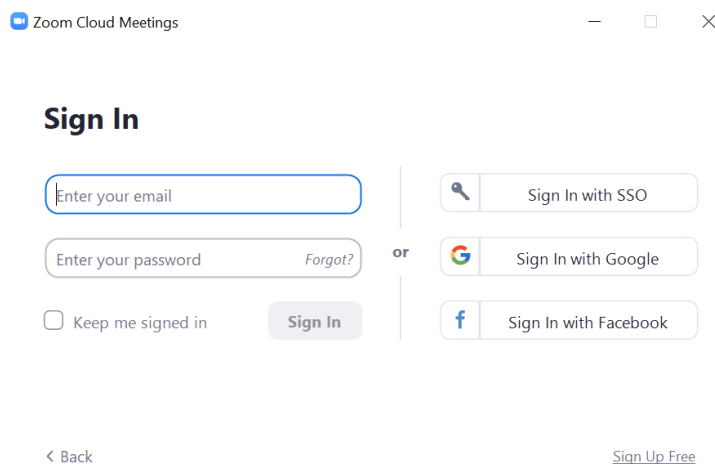 Zoom Cloud Meetings
Sign In
Enter your email
Enter your password
Forgot?
Keep me signed in
Sign In
or
Sign In with SSO
Sign In with Google
Sign In with Facebook
Back
Sign Up Free